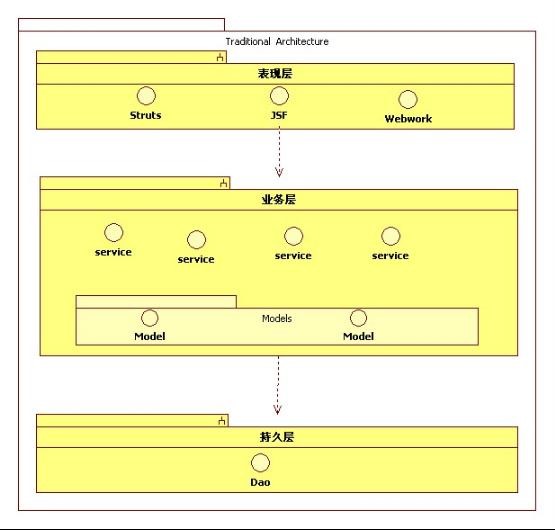 Traditional Architecture
表现层
Struts JSF Webwork
业务层
service service service service
Models
Model Model
持久层
Dao